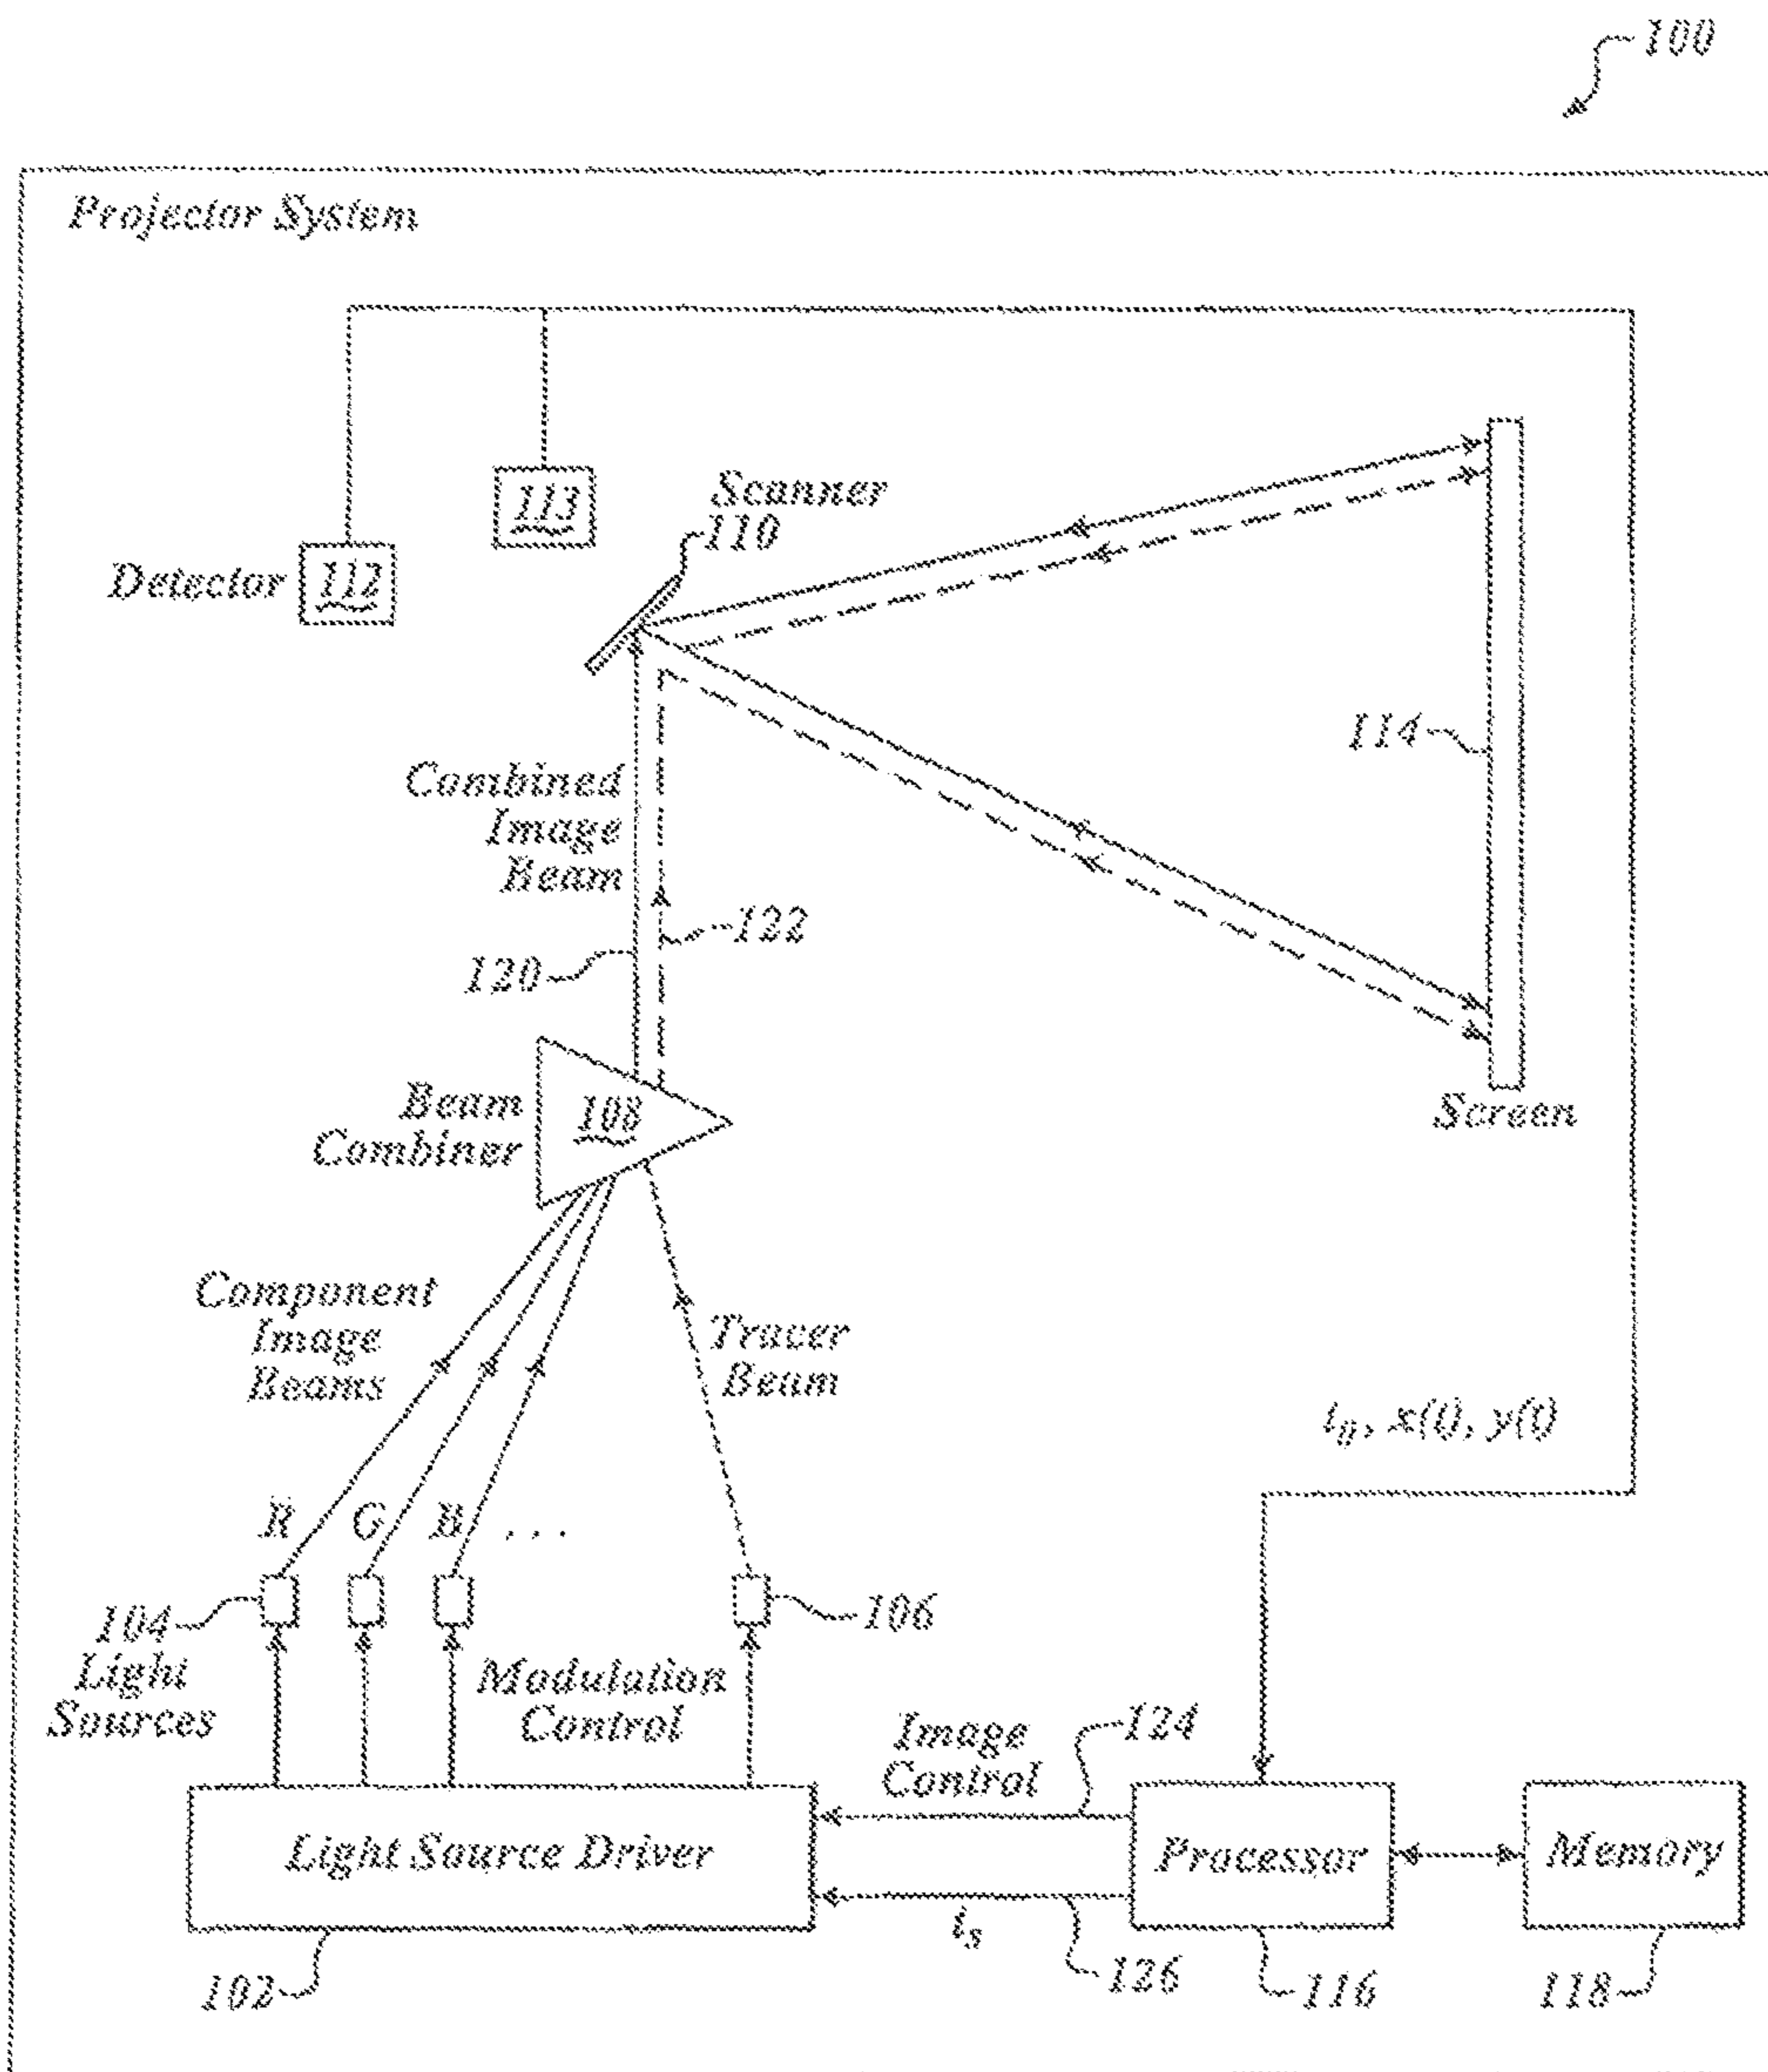 100
Projector System
113
Scanner
110
Detector
112
114
Combined
Image
Beam
122
120
Beam
Combiner
108
Screen
Component
Image
Beams
Tracer
Beam
t₀, x(t), y(t)
R
G
B
...
104
Light
Sources
106
Modulation
Control
Image
Control
124
Light Source Driver
Processor
Memory
tₛ
102
126
116
118